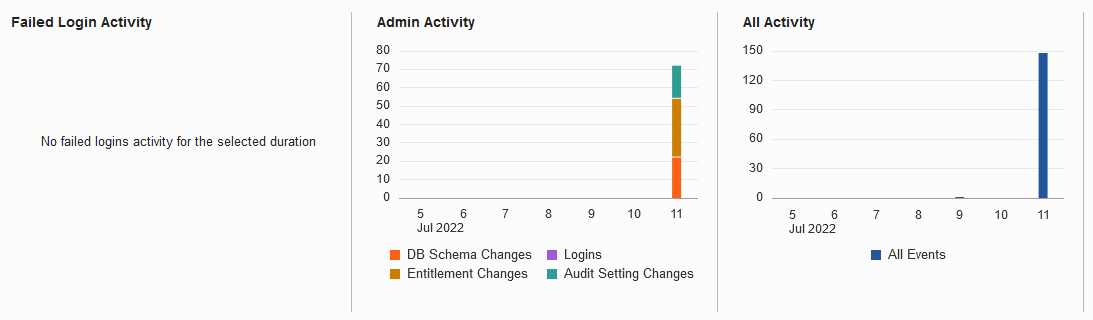 Failed Login Activity
No failed logins activity for the selected duration
Admin Activity
80
70
60
50
40
30
20
10
0
5 6 7 8 9 10 11
Jul 2022
DB Schema Changes Logins
Entitlement Changes Audit Setting Changes
All Activity
150
120
90
60
30
0
5 6 7 8 9 10 11
Jul 2022
All Events